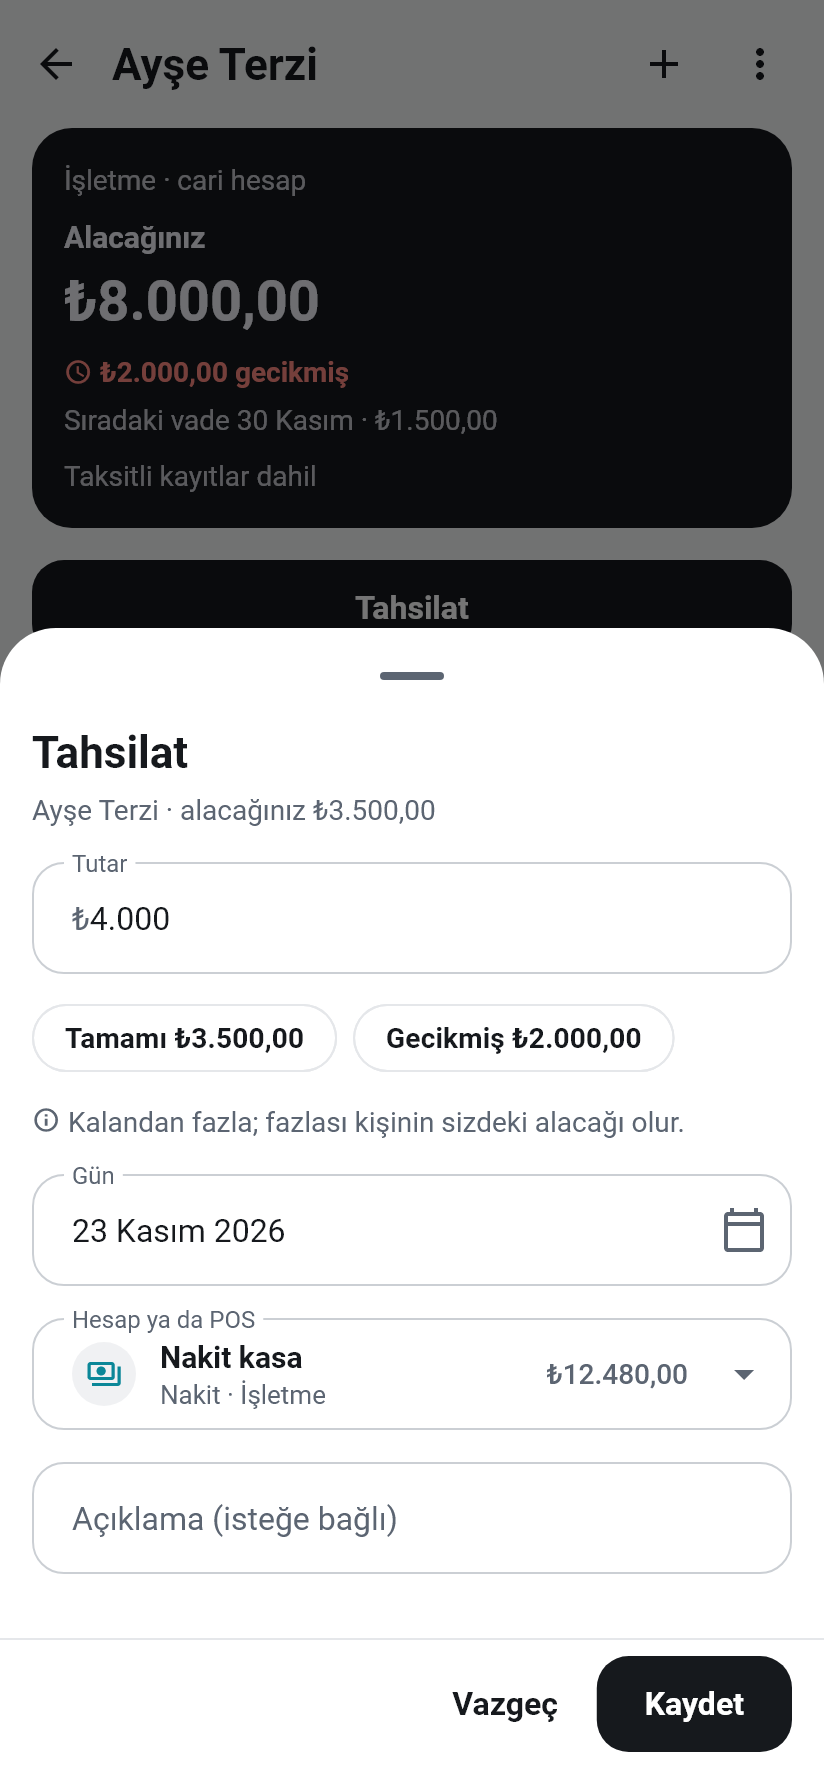 Ayşe Terzi
İşletme · cari hesap
Alacağınız
₺8.000,00
₺2.000,00 gecikmiş
Sıradaki vade 30 Kasım · ₺1.500,00
Taksitli kayıtlar dahil
Tahsilat
Tahsilat
Ayşe Terzi · alacağınız ₺3.500,00
Tutar
₺4.000
Tamamı ₺3.500,00 Gecikmiş ₺2.000,00
Kalandan fazla; fazlası kişinin sizdeki alacağı olur.
Gün
23 Kasım 2026
Hesap ya da POS
Nakit kasa ₺12.480,00
Nakit · İşletme
Açıklama (isteğe bağlı)
Vazgeç Kaydet